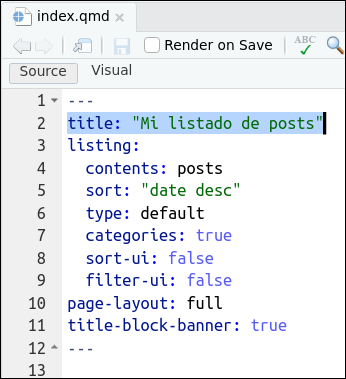 index.qmd ×
Render on Save ABC
Source Visual
1 ---
2 title: "Mi listado de posts"
3 listing:
4   contents: posts
5   sort: "date desc"
6   type: default
7   categories: true
8   sort-ui: false
9   filter-ui: false
10 page-layout: full
11 title-block-banner: true
12 ---
13